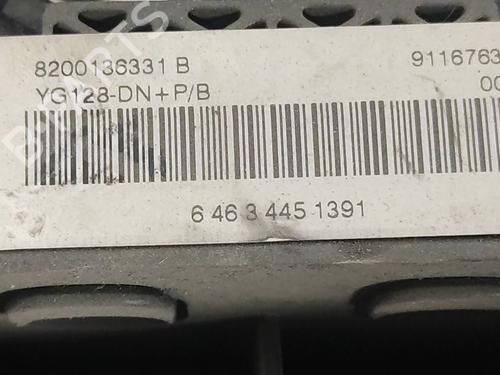 8200136331 B 9116763
YG128-DN+P/B 00
6 46 3 445 1391